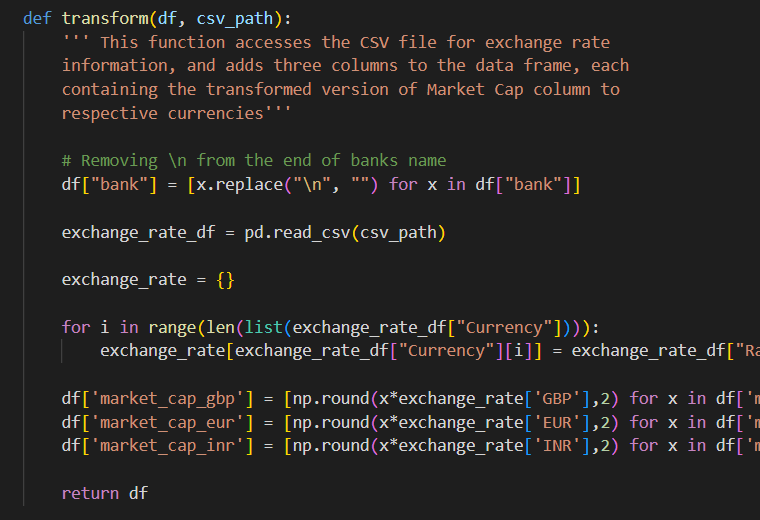 def transform(df, csv_path):
''' This function accesses the CSV file for exchange rate
information, and adds three columns to the data frame, each
containing the transformed version of Market Cap column to
respective currencies'''
# Removing \n from the end of banks name
df["bank"] = [x.replace("\n", "") for x in df["bank"]]
exchange_rate_df = pd.read_csv(csv_path)
exchange_rate = {}
for i in range(len(list(exchange_rate_df["Currency"]))):
exchange_rate[exchange_rate_df["Currency"][i]] = exchange_rate_df["Ra
df['market_cap_gbp'] = [np.round(x*exchange_rate['GBP'],2) for x in df['m
df['market_cap_eur'] = [np.round(x*exchange_rate['EUR'],2) for x in df['m
df['market_cap_inr'] = [np.round(x*exchange_rate['INR'],2) for x in df['m
return df